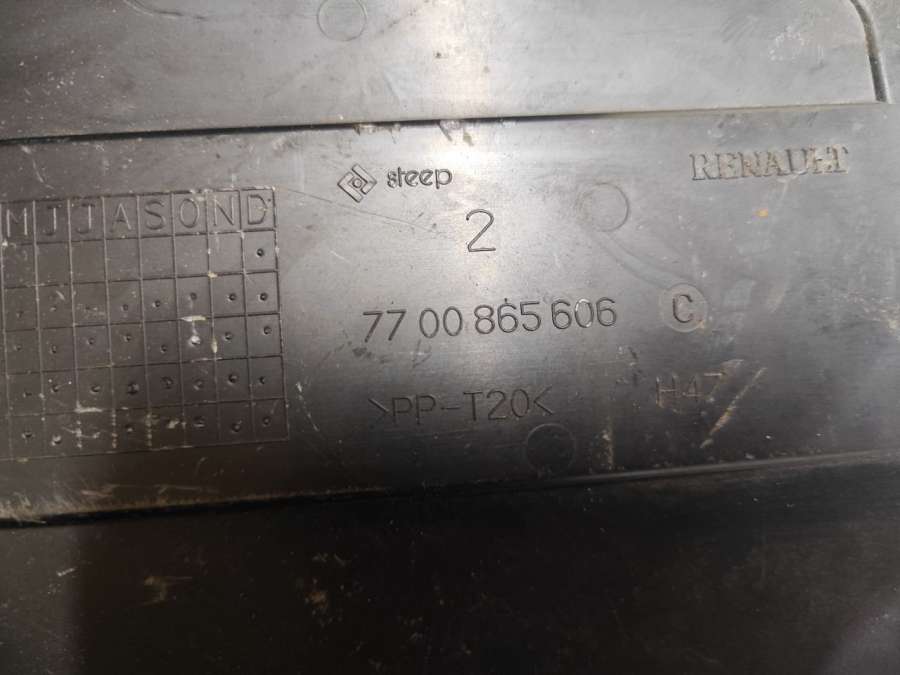 steep
RENAULT
M J J A S O N D
2
77 00 865 606 C
>PP-T20< H47